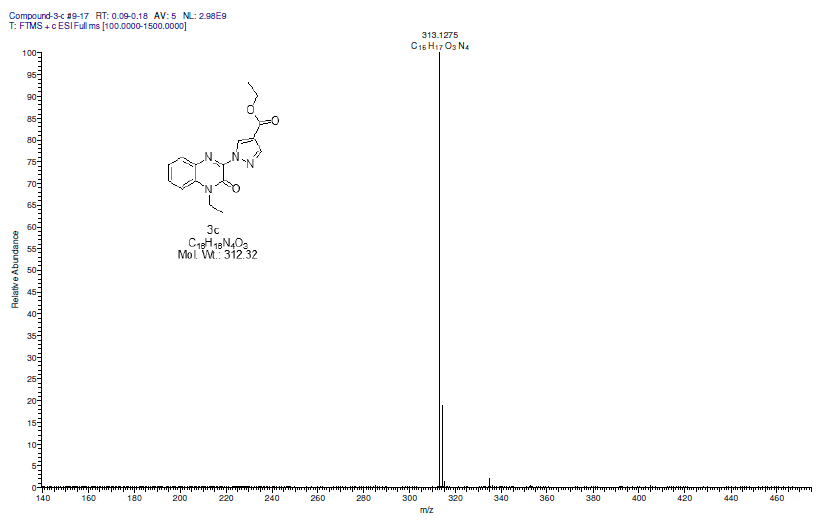 Compound-3-c #9-17 RT: 0.09-0.18 AV: 5 NL: 2.98E9
T: FTMS + c ESI Full ms [100.0000-1500.0000]
313.1275
C16 H17 O3 N4
100
95
90
85
80
75
70
65
60
55
50
45
40
35
30
25
20
15
10
5
0
Relative Abundance
O
O
N
N
N
N
O
3c
C16H16N4O3
Mol. Wt.: 312.32
140 160 180 200 220 240 260 280 300 320 340 360 380 400 420 440 460
m/z